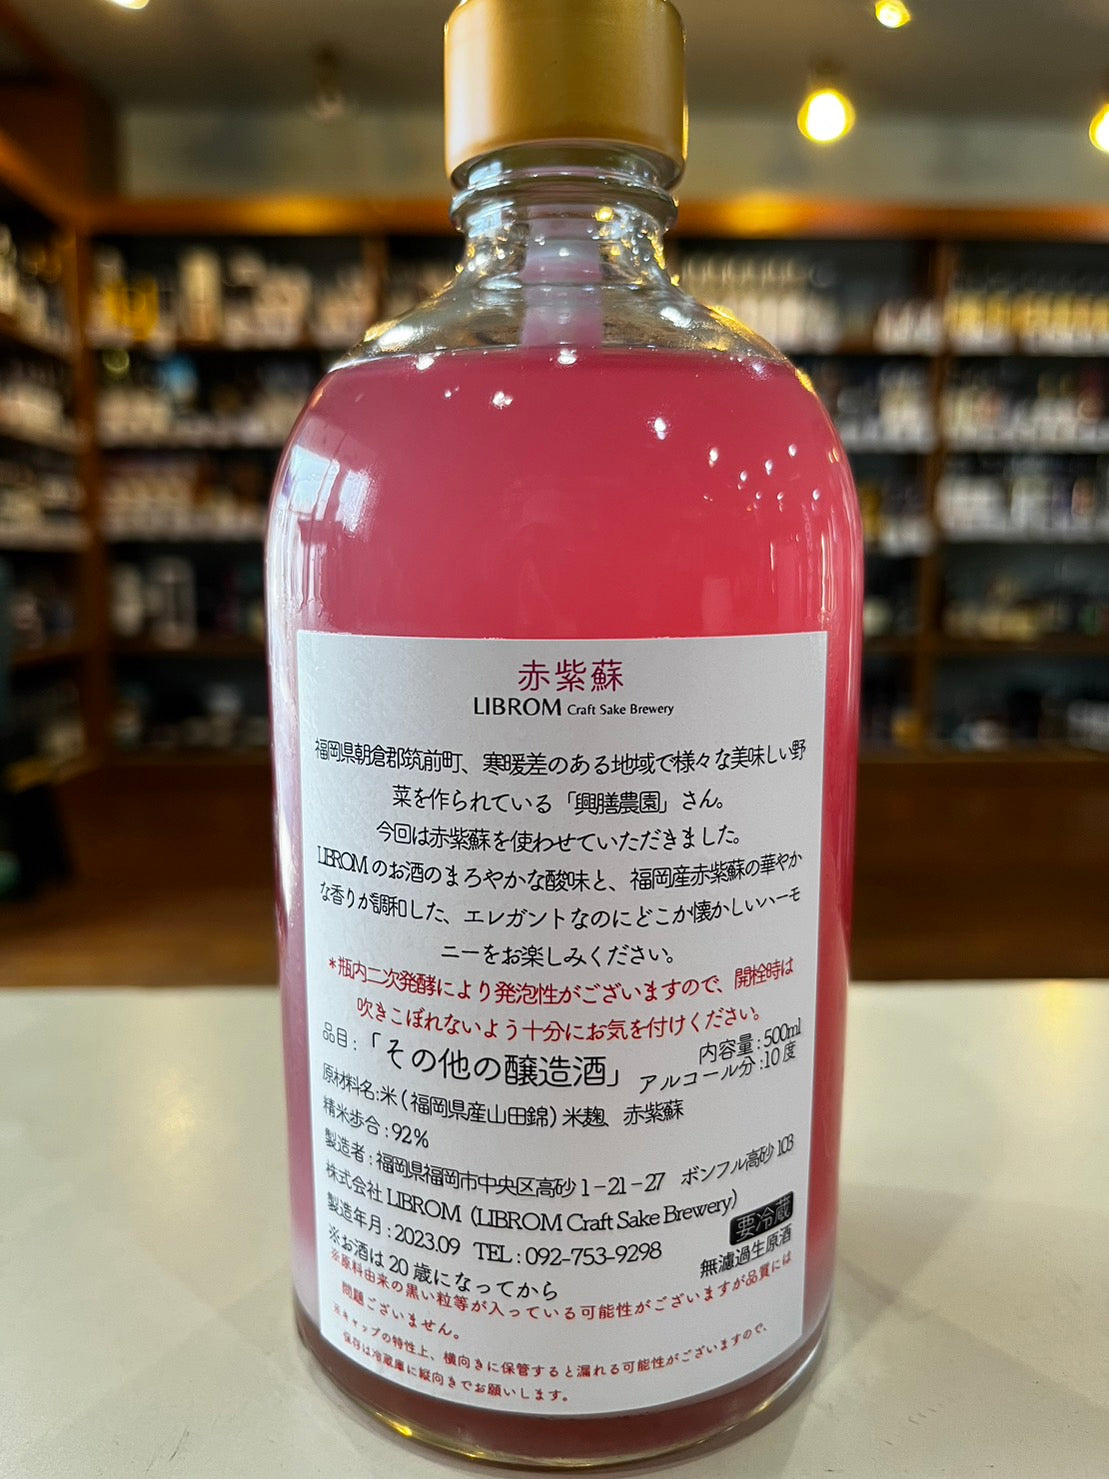 赤紫蘇
LIBROM Craft Sake Brewery
福岡県朝倉郡筑前町、寒暖差のある地域で様々な美味しい野
菜を作られている「興膳農園」さん。
今回は赤紫蘇を使わせていただきました。
LIBROMのお酒のまろやかな酸味と、福岡産赤紫蘇の華やか
な香りが調和した、エレガントなのにどこか懐かしいハーモ
ニーをお楽しみください。
*瓶内二次発酵により発泡性がございますので、開栓時は
吹きこぼれないよう十分にお気を付けください。
品目:「その他の醸造酒」 内容量:500ml
アルコール分:10度
原材料名:米(福岡県産山田錦)米麹、赤紫蘇
精米歩合:92%
製造者:福岡県福岡市中央区高砂1-21-27 ボンフル高砂103
株式会社LIBROM (LIBROM Craft Sake Brewery)
製造年月:2023.09 TEL:092-753-9298 要冷蔵
※お酒は20歳になってから 無濾過生原酒
※原料由来の黒い粒等が入っている可能性がございますが品質には
問題ございません。
※キャップの特性上、横向きに保管すると漏れる可能性がございますので、
保存は冷蔵庫に縦向きでお願いします。